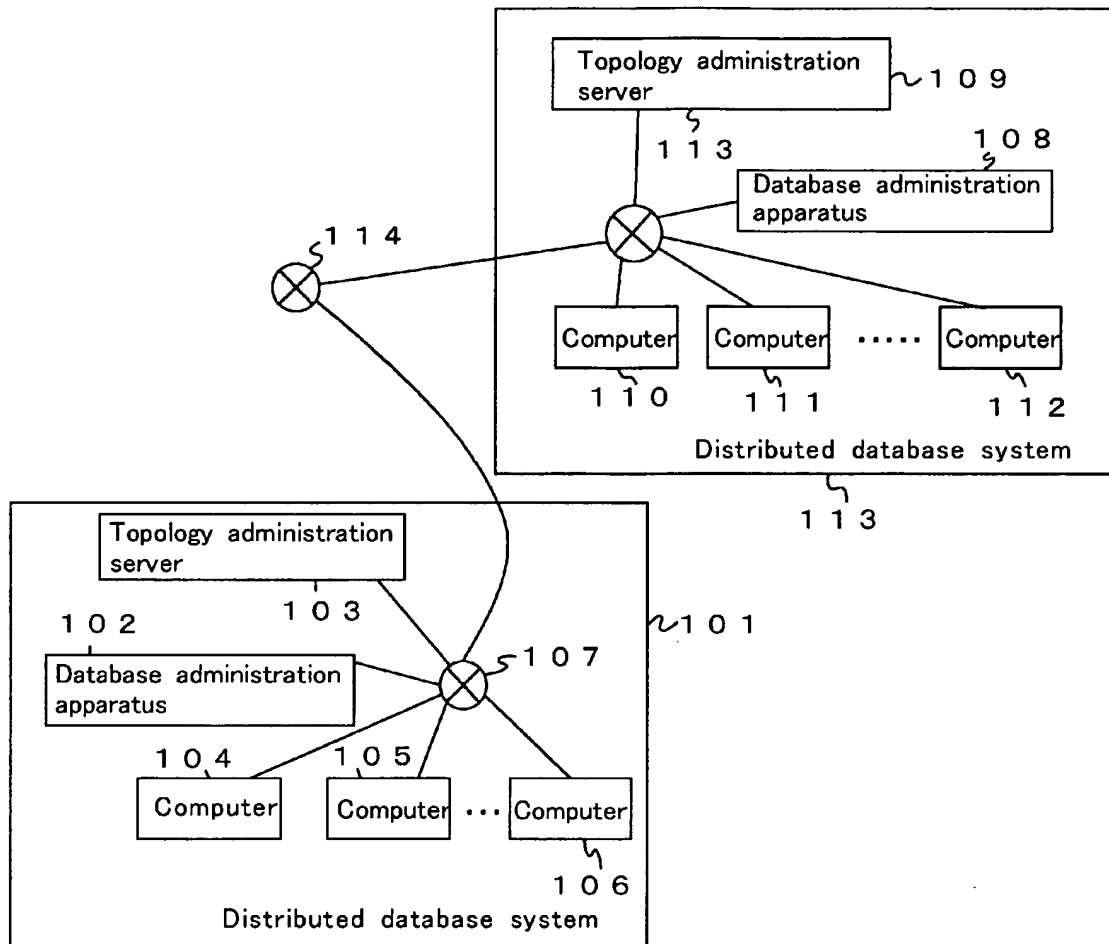 Topology administration
server
109
113
108
Database administration
apparatus
114
Computer
Computer
.....
Computer
110
111
112
Distributed database system
113
Topology administration
server
103
101
102
107
Database administration
apparatus
104
105
Computer
Computer
...
Computer
106
Distributed database system